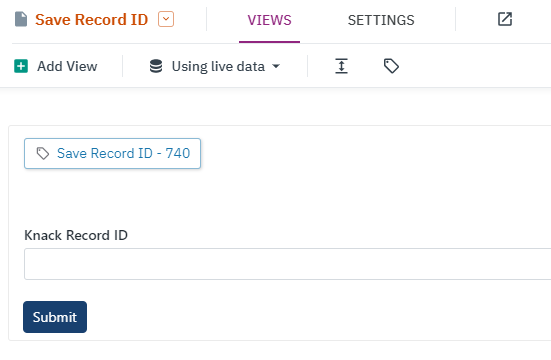 Save Record ID VIEWS SETTINGS
Add View Using live data
Save Record ID - 740
Knack Record ID
Submit